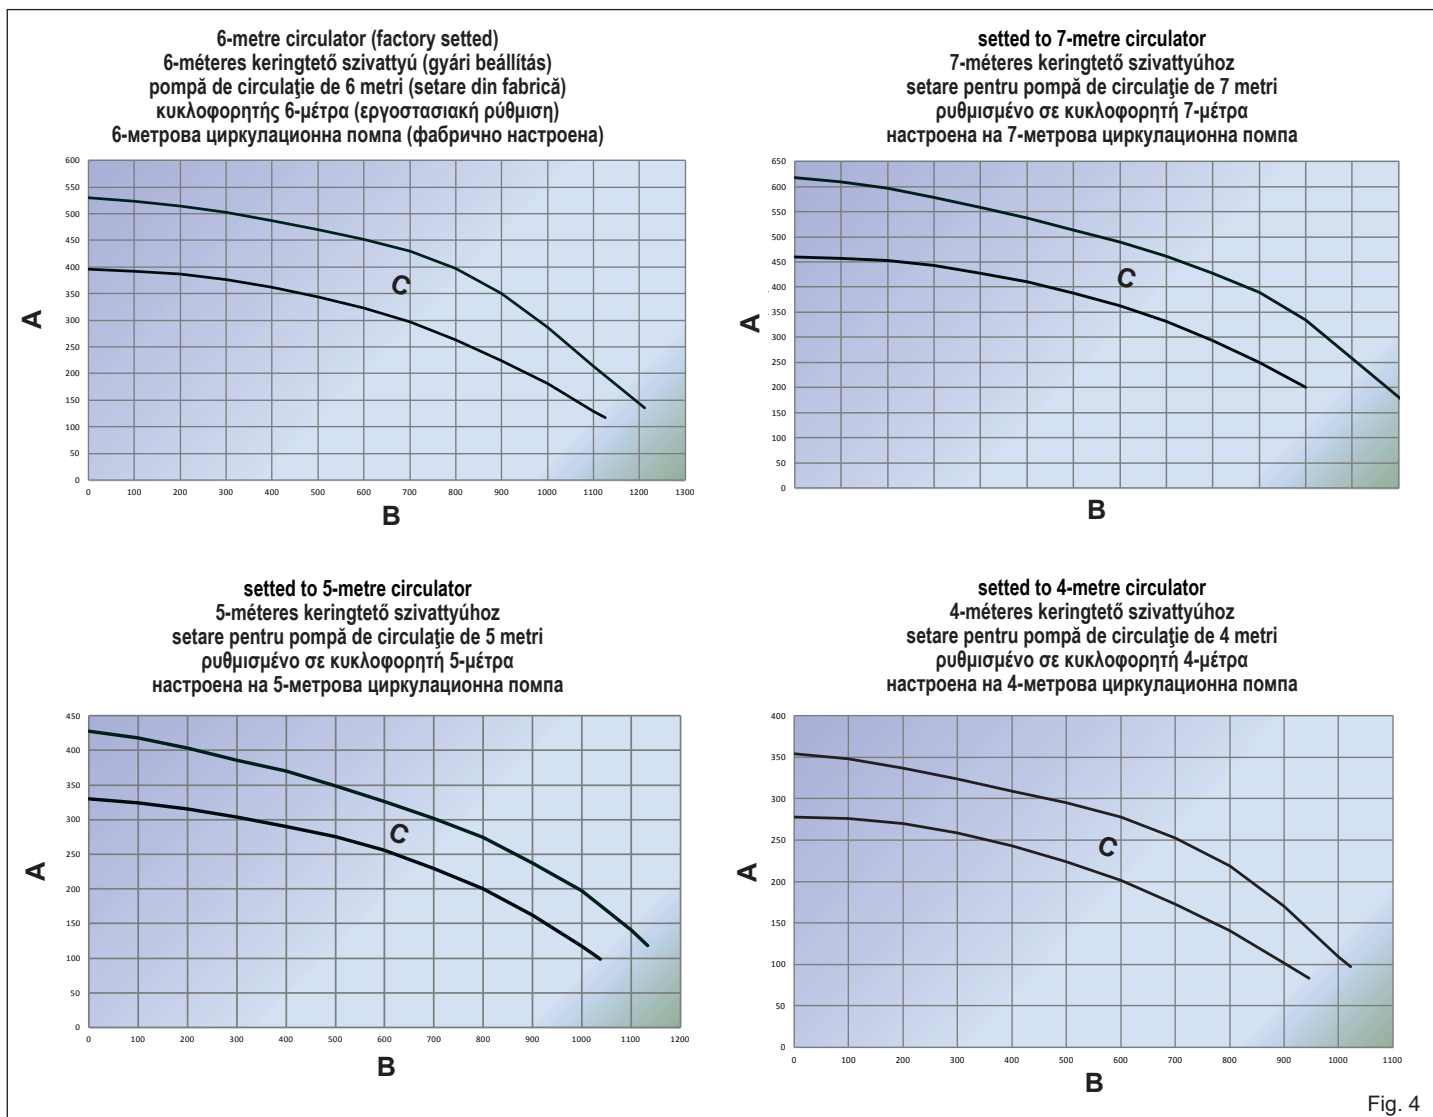 6-metre circulator (factory setted)
6-méteres keringtető szivattyú (gyári beállítás)
pompă de circulaţie de 6 metri (setare din fabrică)
κυκλοφορητής 6-μέτρα (εργοστασιακή ρύθμιση)
6-метрова циркулационна помпа (фабрично настроена)
600
550
500
450
400
350
300
250
200
150
100
50
0
A
C
0 100 200 300 400 500 600 700 800 900 1000 1100 1200 1300
B
setted to 7-metre circulator
7-méteres keringtető szivattyúhoz
setare pentru pompă de circulaţie de 7 metri
ρυθμισμένο σε κυκλοφορητή 7-μέτρα
настроена на 7-метрова циркулационна помпа
650
600
550
500
450
400
350
300
250
200
150
100
50
0
A
C
B
setted to 5-metre circulator
5-méteres keringtető szivattyúhoz
setare pentru pompă de circulaţie de 5 metri
ρυθμισμένο σε κυκλοφορητή 5-μέτρα
настроена на 5-метрова циркулационна помпа
450
400
350
300
250
200
150
100
50
0
A
C
0 100 200 300 400 500 600 700 800 900 1000 1100 1200
B
setted to 4-metre circulator
4-méteres keringtető szivattyúhoz
setare pentru pompă de circulaţie de 4 metri
ρυθμισμένο σε κυκλοφορητή 4-μέτρα
настроена на 4-метрова циркулационна помпа
400
350
300
250
200
150
100
50
0
A
C
0 100 200 300 400 500 600 700 800 900 1000 1100
B
Fig. 4